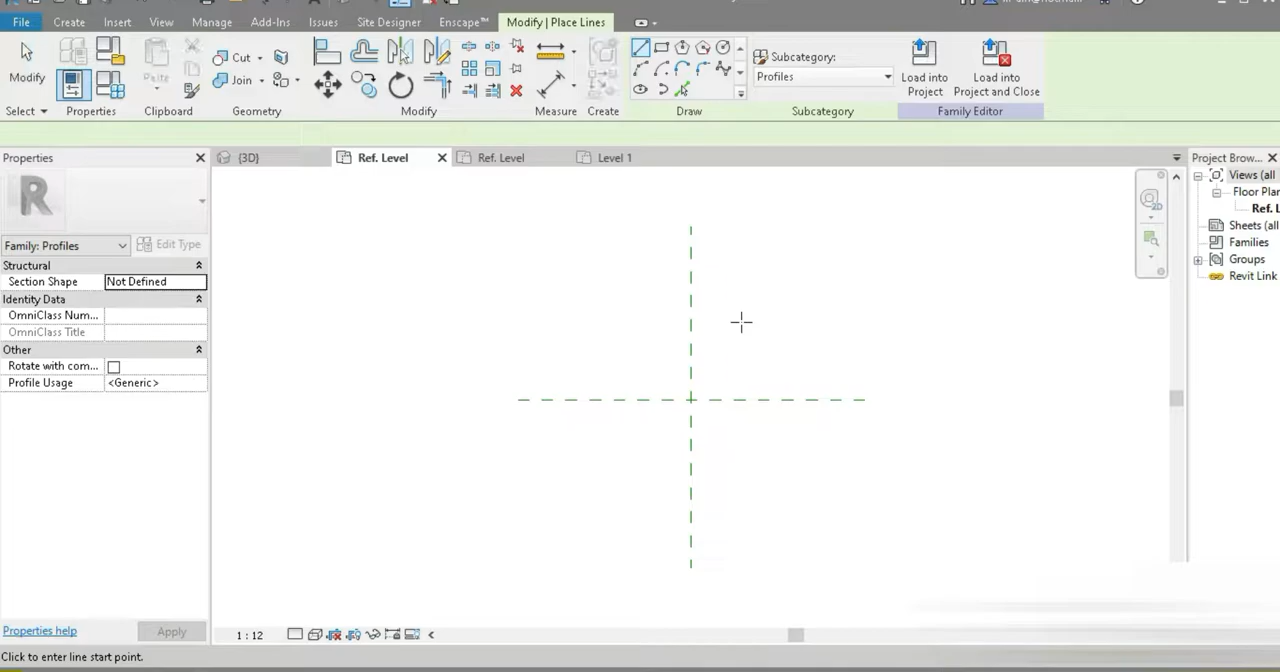 File Create Insert View Manage Add-Ins Issues Site Designer Enscape™ Modify | Place Lines
Modify
Paste
Cut
Join
Subcategory:
Profiles
Load into
Project
Load into
Project and Close
Select Properties Clipboard Geometry Modify Measure Create Draw Subcategory Family Editor
Properties
{3D} Ref. Level Ref. Level Level 1
Project Brow...
R
Family: Profiles
Edit Type
Structural
Section Shape Not Defined
Identity Data
OmniClass Num...
OmniClass Title
Other
Rotate with com...
Profile Usage <Generic>
2D
Views (all
Floor Plan
Ref. L
Sheets (all
Families
Groups
Revit Link
Properties help
Apply
1 : 12
Click to enter line start point.